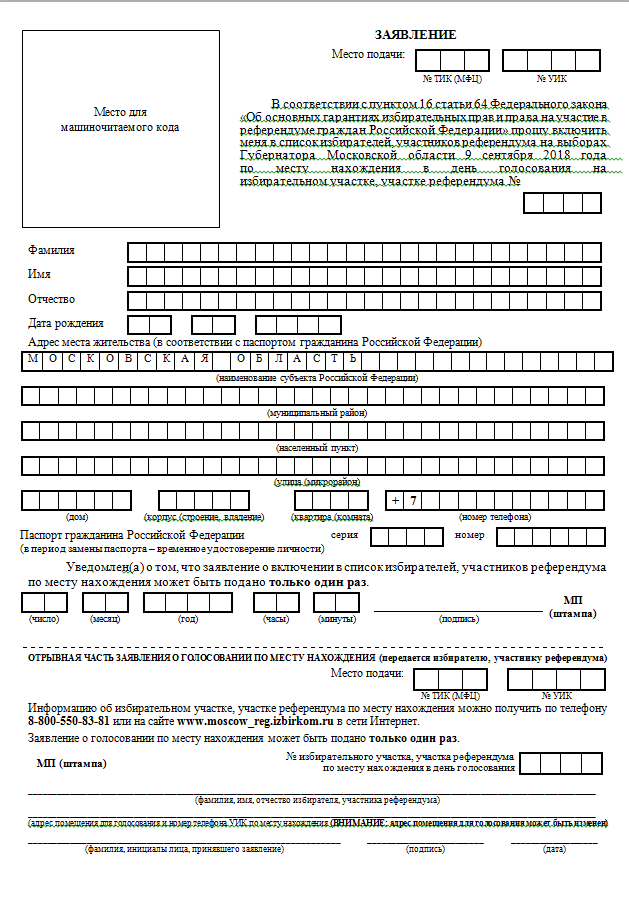 ЗАЯВЛЕНИЕ
Место подачи:
№ ТИК (МФЦ) № УИК
Место для
машиночитаемого кода
В соответствии с пунктом 16 статьи 64 Федерального закона
«Об основных гарантиях избирательных прав и права на участие в
референдуме граждан Российской Федерации» прошу включить
меня в список избирателей, участников референдума на выборах
Губернатора Московской области 9 сентября 2018 года
по месту нахождения в день голосования на
избирательном участке, участке референдума №
Фамилия
Имя
Отчество
Дата рождения
Адрес места жительства (в соответствии с паспортом гражданина Российской Федерации)
МОСКОВСКАЯ ОБЛАСТЬ
(наименование субъекта Российской Федерации)
(муниципальный район)
(населенный пункт)
(улица (микрорайон)
+ 7
(дом) (корпус (строение, владение) (квартира (комната) (номер телефона)
Паспорт гражданина Российской Федерации серия номер
(в период замены паспорта – временное удостоверение личности)
Уведомлен(а) о том, что заявление о включении в список избирателей, участников референдума
по месту нахождения может быть подано только один раз.
МП
(штампа)
(число) (месяц) (год) (часы) (минуты) (подпись)
ОТРЫВНАЯ ЧАСТЬ ЗАЯВЛЕНИЯ О ГОЛОСОВАНИИ ПО МЕСТУ НАХОЖДЕНИЯ (передается избирателю, участнику референдума)
Место подачи:
№ ТИК (МФЦ) № УИК
Информацию об избирательном участке, участке референдума по месту нахождения можно получить по телефону
8-800-550-83-81 или на сайте www.moscow_reg.izbirkom.ru в сети Интернет.
Заявление о голосовании по месту нахождения может быть подано только один раз.
МП (штампа)
№ избирательного участка, участка референдума
по месту нахождения в день голосования
(фамилия, имя, отчество избирателя, участника референдума)
(адрес помещения для голосования и номер телефона УИК по месту нахождения (ВНИМАНИЕ: адрес помещения для голосования может быть изменен)
(фамилия, инициалы лица, принявшего заявление) (подпись) (дата)